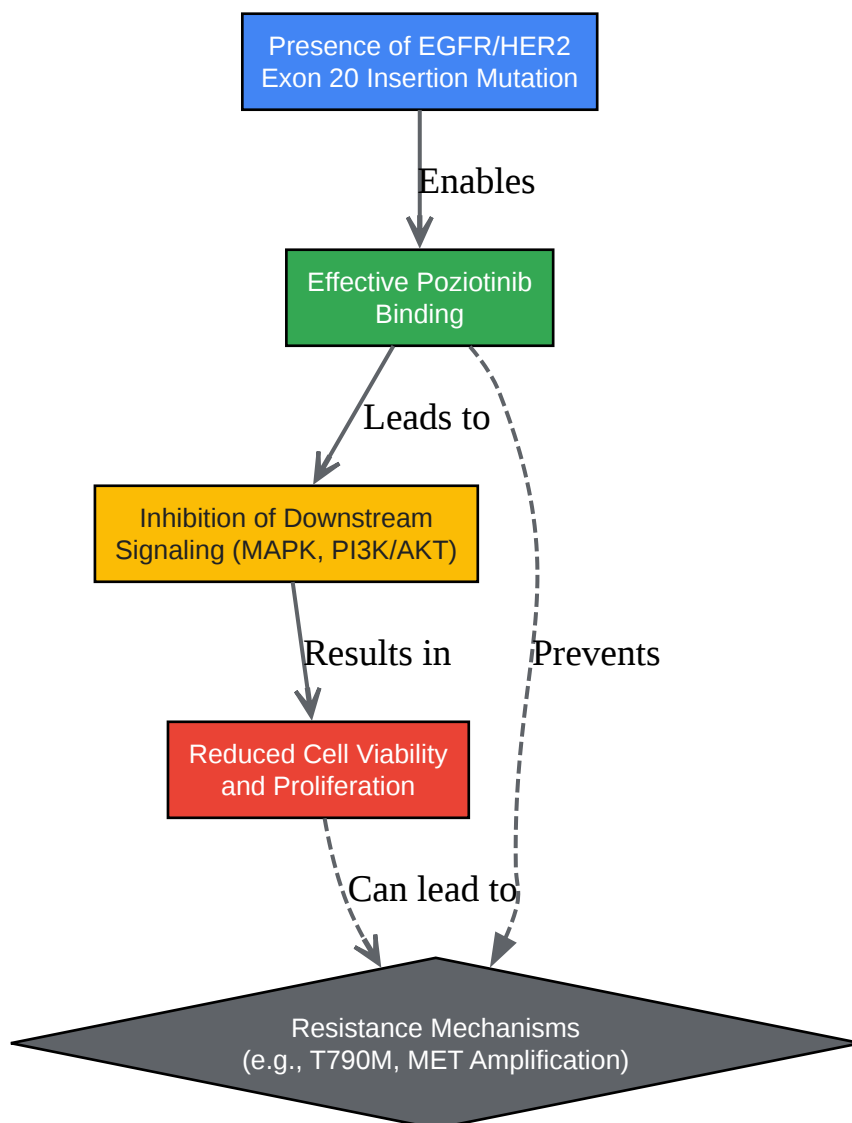 Presence of EGFR/HER2
Exon 20 Insertion Mutation
Enables
Effective Poziotinib
Binding
Leads to
Inhibition of Downstream
Signaling (MAPK, PI3K/AKT)
Results in
Prevents
Reduced Cell Viability
and Proliferation
Can lead to
Resistance Mechanisms
(e.g., T790M, MET Amplification)